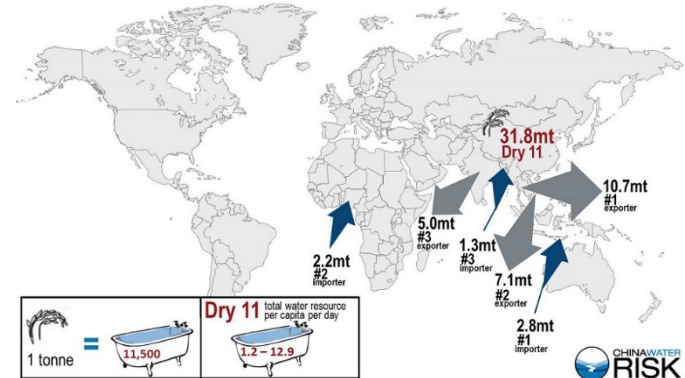 31.8mt
Dry 11
10.7mt
#1
exporter
5.0mt
#3
exporter
1.3mt
#3
importer
2.2mt
#2
importer
7.1mt
#2
exporter
2.8mt
#1
importer
1 tonne
=
11,500
Dry 11 total water resource
per capita per day
1.2 – 12.9
CHINAWATER
RISK